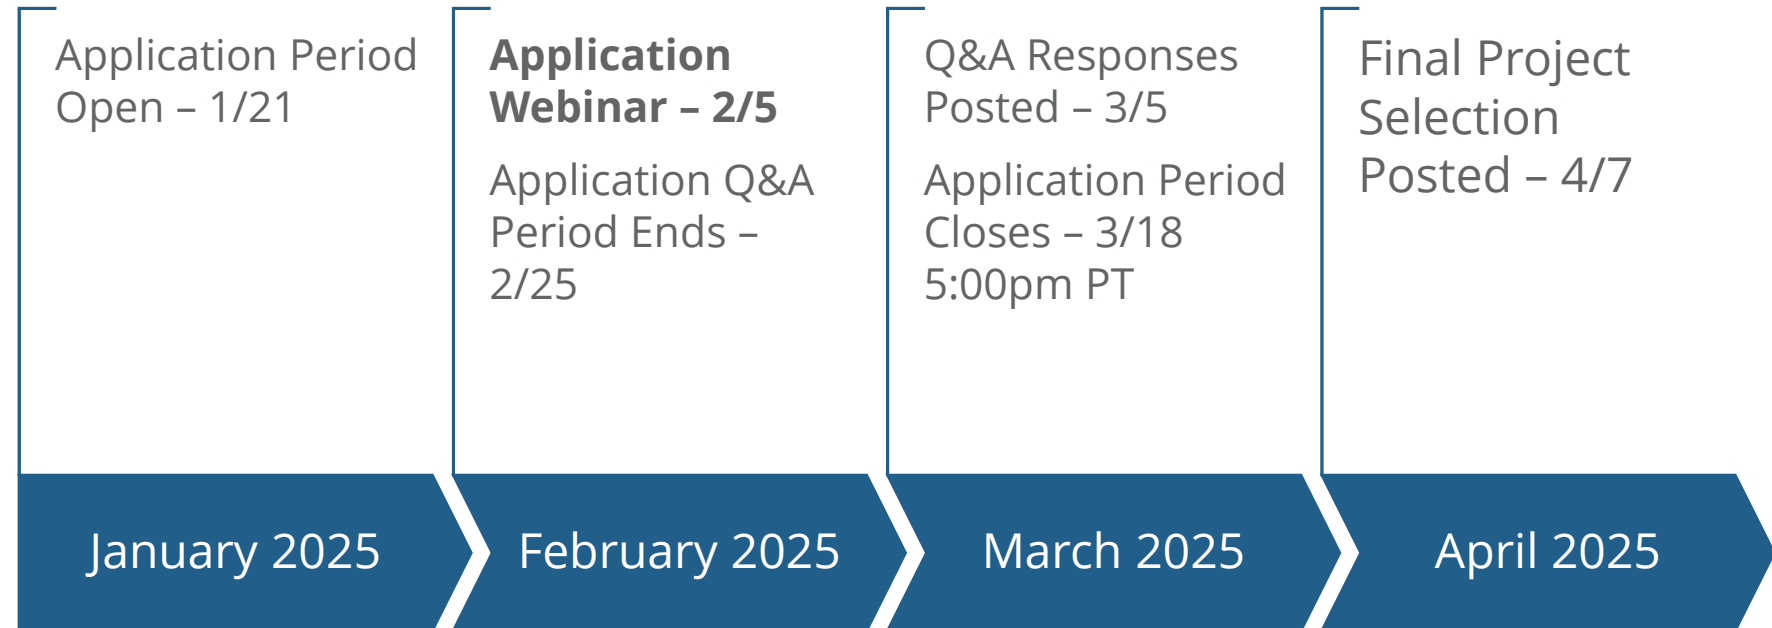 Application Period
Open – 1/21
Application
Webinar – 2/5
Application Q&A
Period Ends –
2/25
Q&A Responses
Posted – 3/5
Application Period
Closes – 3/18
5:00pm PT
Final Project
Selection
Posted – 4/7
January 2025
February 2025
March 2025
April 2025